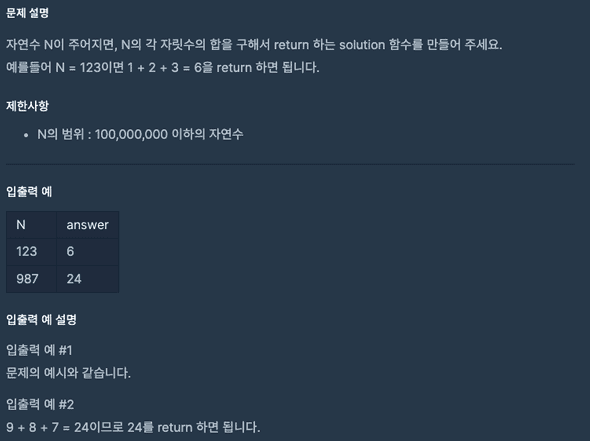 문제 설명
자연수 N이 주어지면, N의 각 자릿수의 합을 구해서 return 하는 solution 함수를 만들어 주세요.
예를들어 N = 123이면 1 + 2 + 3 = 6을 return 하면 됩니다.
제한사항
• N의 범위 : 100,000,000 이하의 자연수
입출력 예
N answer
123 6
987 24
입출력 예 설명
입출력 예 #1
문제의 예시와 같습니다.
입출력 예 #2
9 + 8 + 7 = 24이므로 24를 return 하면 됩니다.